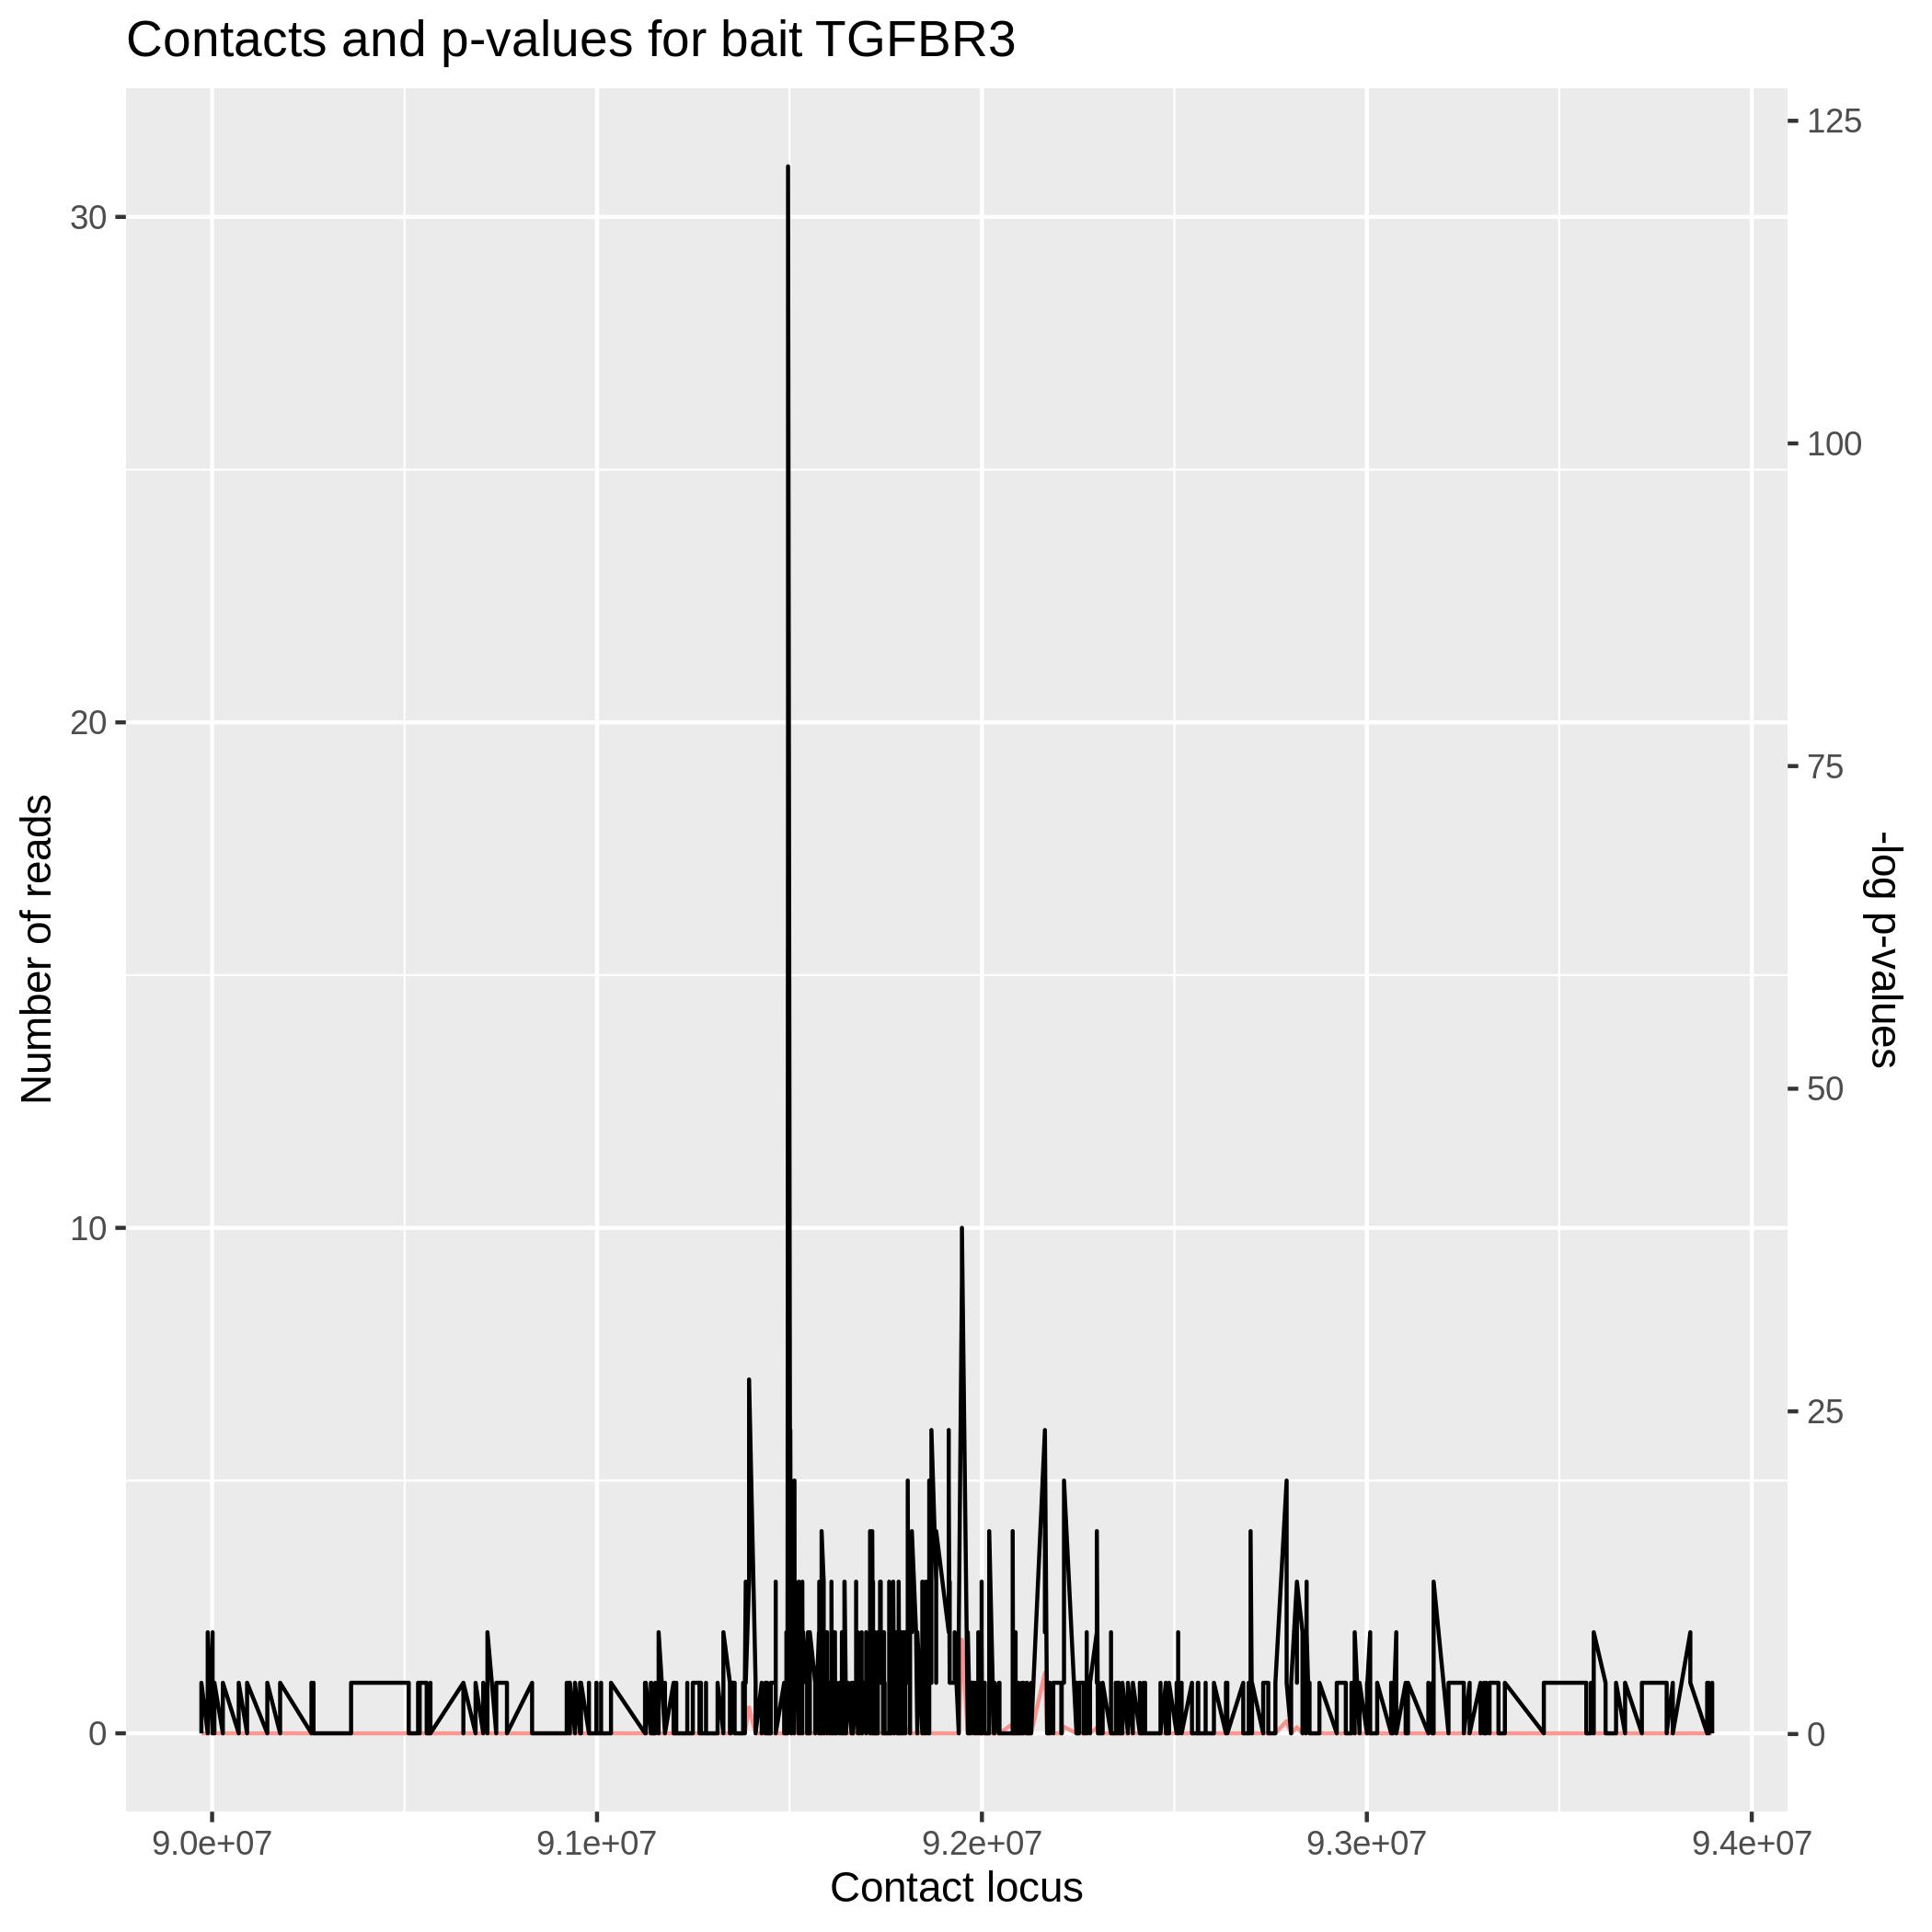 Contacts and p-values for bait TGFBR3
Number of reads
30
20
10
0
125
100
75
50
25
0
-log p-values
9.0e+07
9.1e+07
9.2e+07
9.3e+07
9.4e+07
Contact locus